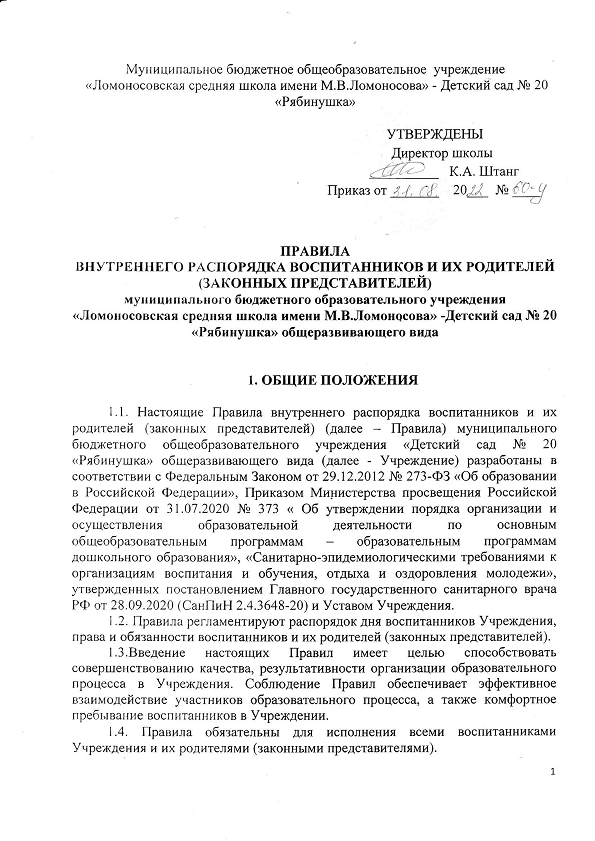 Муниципальное бюджетное общеобразовательное учреждение
«Ломоносовская средняя школа имени М.В.Ломоносова» - Детский сад № 20
«Рябинушка»
УТВЕРЖДЕНЫ
Директор школы
К.А. Штанг
Приказ от 31.08. 2022 № 60-у
ПРАВИЛА
ВНУТРЕННЕГО РАСПОРЯДКА ВОСПИТАННИКОВ И ИХ РОДИТЕЛЕЙ
(ЗАКОННЫХ ПРЕДСТАВИТЕЛЕЙ)
муниципального бюджетного образовательного учреждения
«Ломоносовская средняя школа имени М.В.Ломоносова» -Детский сад № 20
«Рябинушка» общеразвивающего вида
1. ОБЩИЕ ПОЛОЖЕНИЯ
1.1. Настоящие Правила внутреннего распорядка воспитанников и их
родителей (законных представителей) (далее – Правила) муниципального
бюджетного общеобразовательного учреждения «Детский сад № 20
«Рябинушка» общеразвивающего вида (далее - Учреждение) разработаны в
соответствии с Федеральным Законом от 29.12.2012 № 273-ФЗ «Об образовании
в Российской Федерации», Приказом Министерства просвещения Российской
Федерации от 31.07.2020 № 373 « Об утверждении порядка организации и
осуществления образовательной деятельности по основным
общеобразовательным программам – образовательным программам
дошкольного образования», «Санитарно-эпидемиологическими требованиями к
организациям воспитания и обучения, отдыха и оздоровления молодежи»,
утвержденных постановлением Главного государственного санитарного врача
РФ от 28.09.2020 (СанПиН 2.4.3648-20) и Уставом Учреждения.
1.2. Правила регламентируют распорядок дня воспитанников Учреждения,
права и обязанности воспитанников и их родителей (законных представителей).
1.3.Введение настоящих Правил имеет целью способствовать
совершенствованию качества, результативности организации образовательного
процесса в Учреждения. Соблюдение Правил обеспечивает эффективное
взаимодействие участников образовательного процесса, а также комфортное
пребывание воспитанников в Учреждении.
1.4. Правила обязательны для исполнения всеми воспитанниками
Учреждения и их родителями (законными представителями).
1